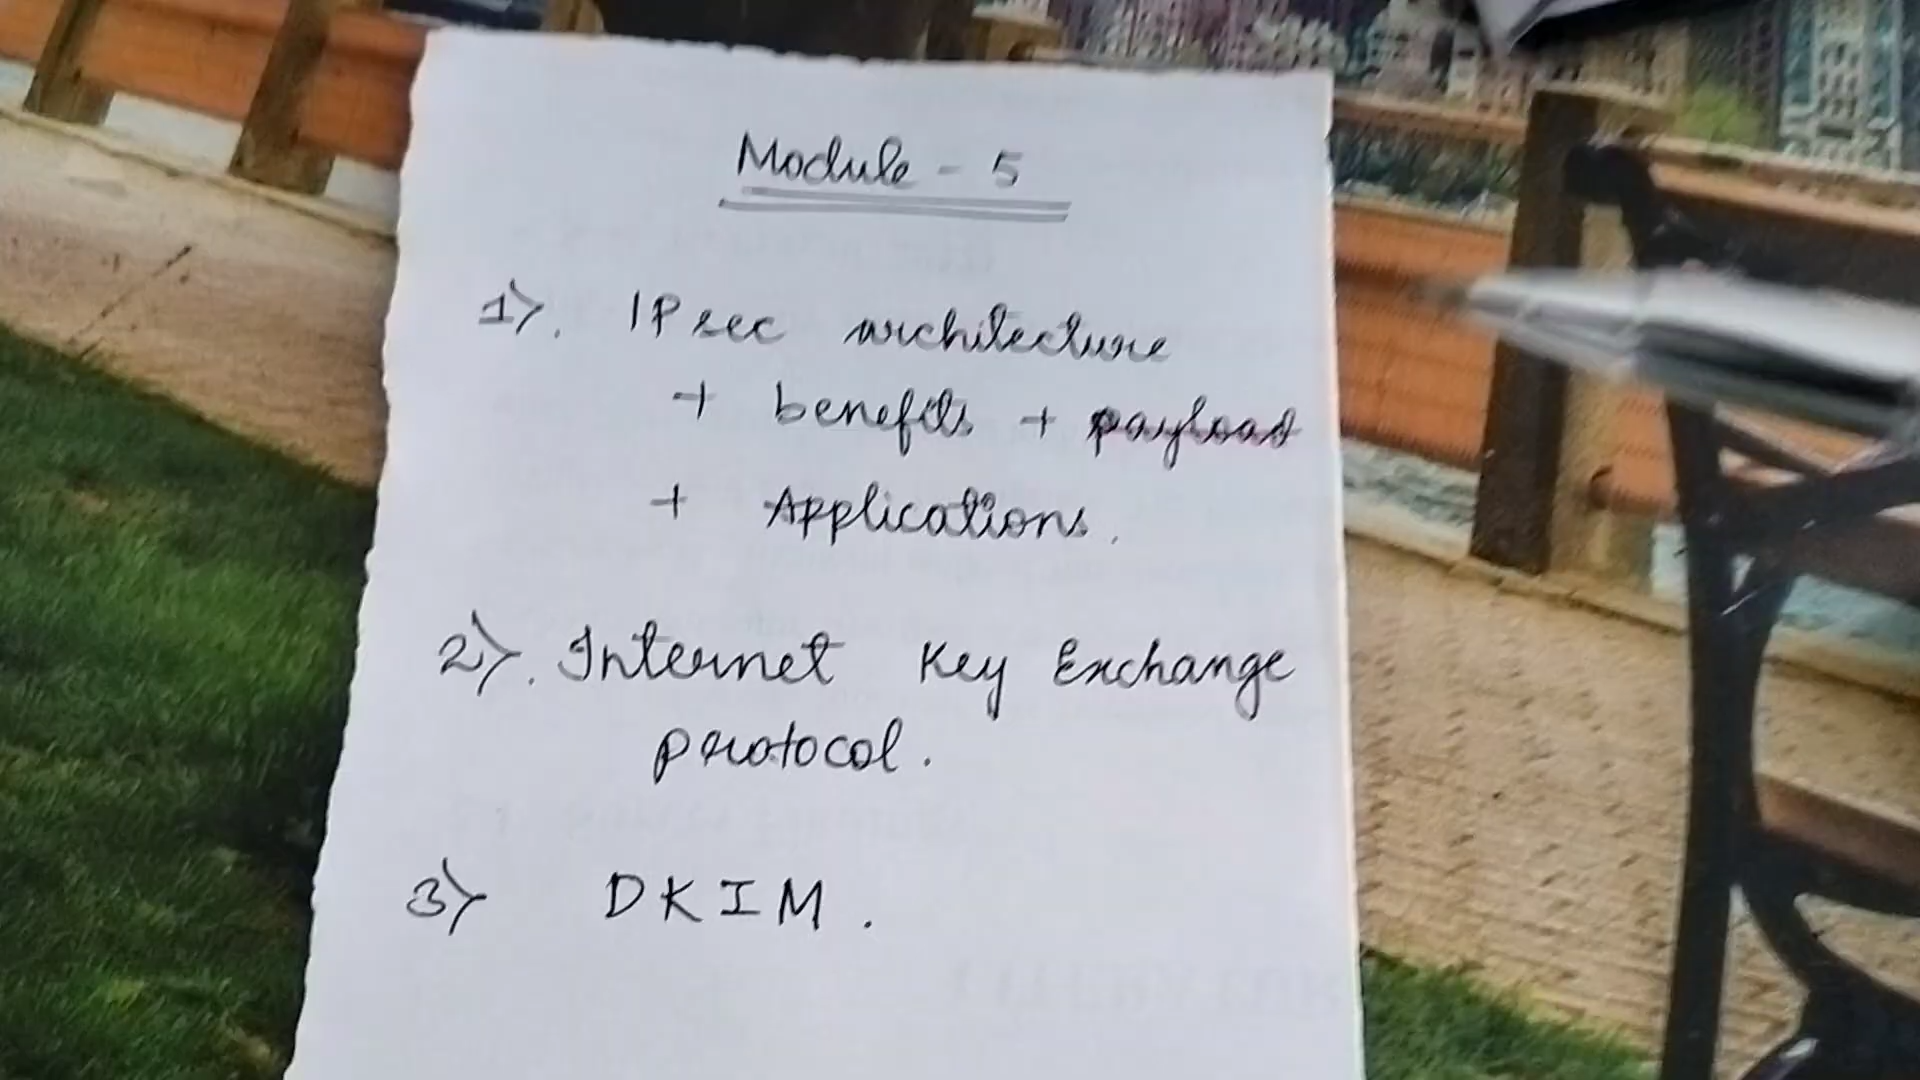 Module - 5
1). IPsec architecture
+ benefits + payload
+ Applications.
2). Internet Key Exchange
protocol.
3) DKIM.